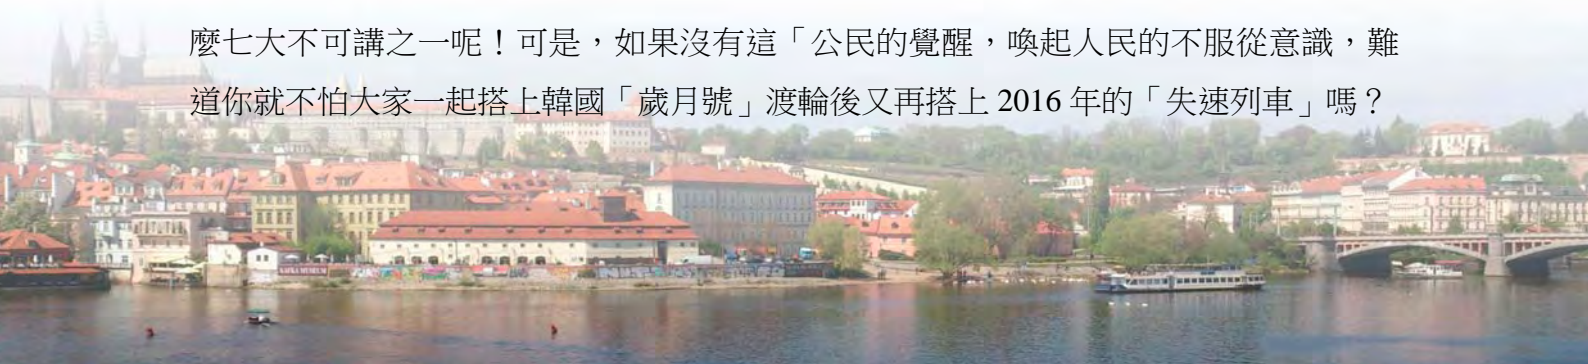 麼七大不可講之一呢！可是，如果沒有這「公民的覺醒，喚起人民的不服從意識，難
道你就不怕大家一起搭上韓國「歲月號」渡輪後又再搭上 2016 年的「失速列車」嗎？
KAFKA MUSEUM